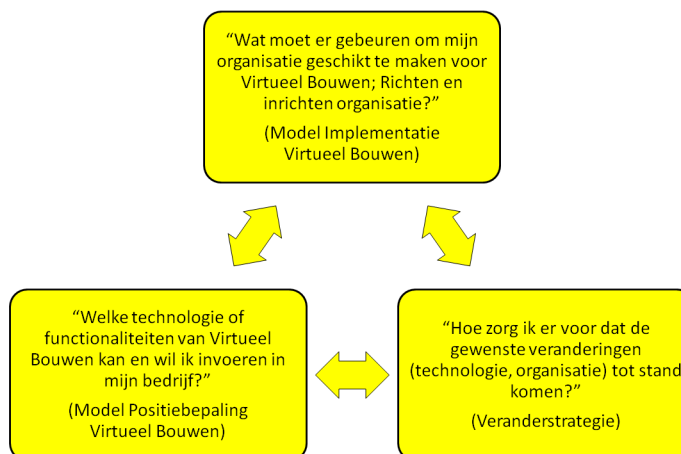 “Wat moet er gebeuren om mijn
organisatie geschikt te maken voor
Virtueel Bouwen; Richten en
inrichten organisatie?”
(Model Implementatie
Virtueel Bouwen)
“Welke technologie of
functionaliteiten van Virtueel
Bouwen kan en wil ik invoeren in
mijn bedrijf?”
(Model Positiebepaling
Virtueel Bouwen)
“Hoe zorg ik er voor dat de
gewenste veranderingen
(technologie, organisatie) tot stand
komen?”
(Veranderstrategie)